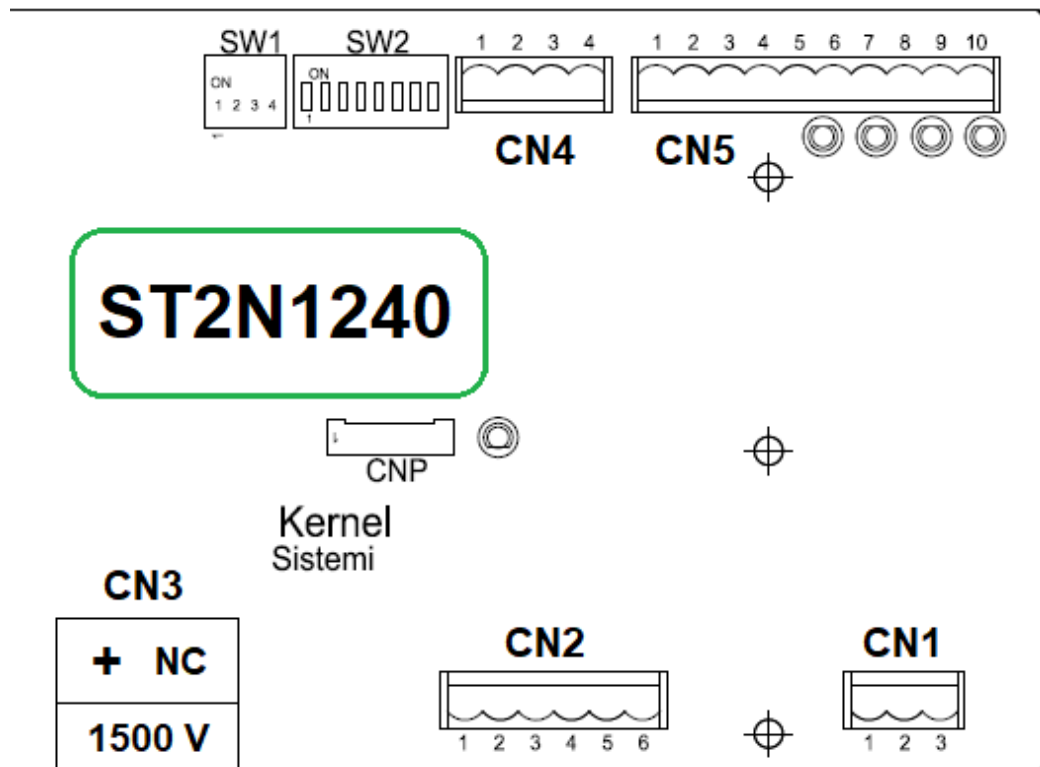 SW1 SW2 1 2 3 4 1 2 3 4 5 6 7 8 9 10
ON ON
1 2 3 4
1
CN4 CN5
ST2N1240
CNP
Kernel
Sistemi
CN3
+ NC
1500 V
CN2 CN1
1 2 3 4 5 6 1 2 3